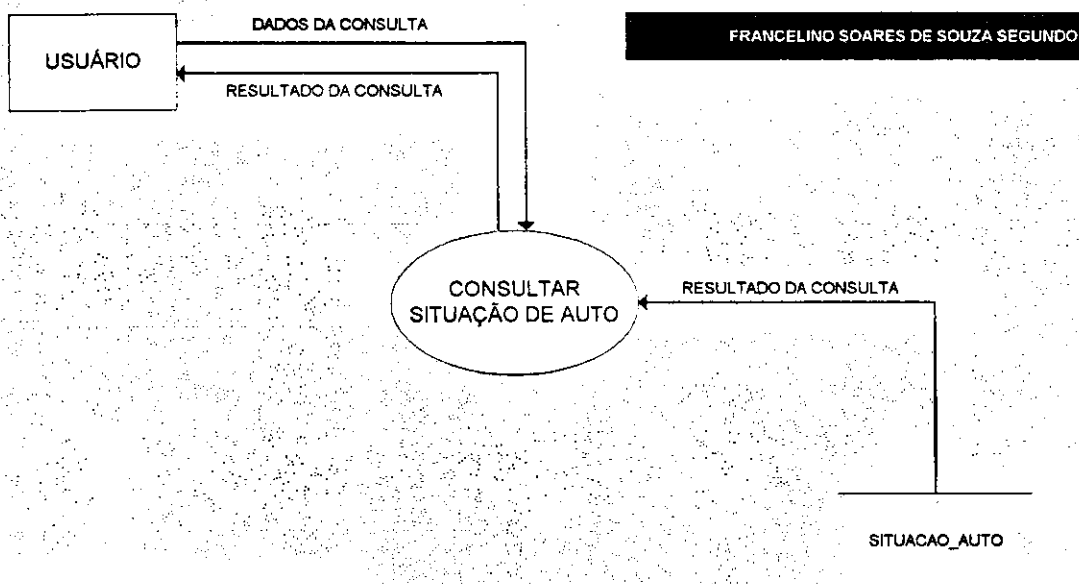 DADOS DA CONSULTA
FRANCELINO SOARES DE SOUZA SEGUNDO
USUÁRIO
RESULTADO DA CONSULTA
CONSULTAR
SITUAÇÃO DE AUTO
RESULTADO DA CONSULTA
SITUACAO_AUTO